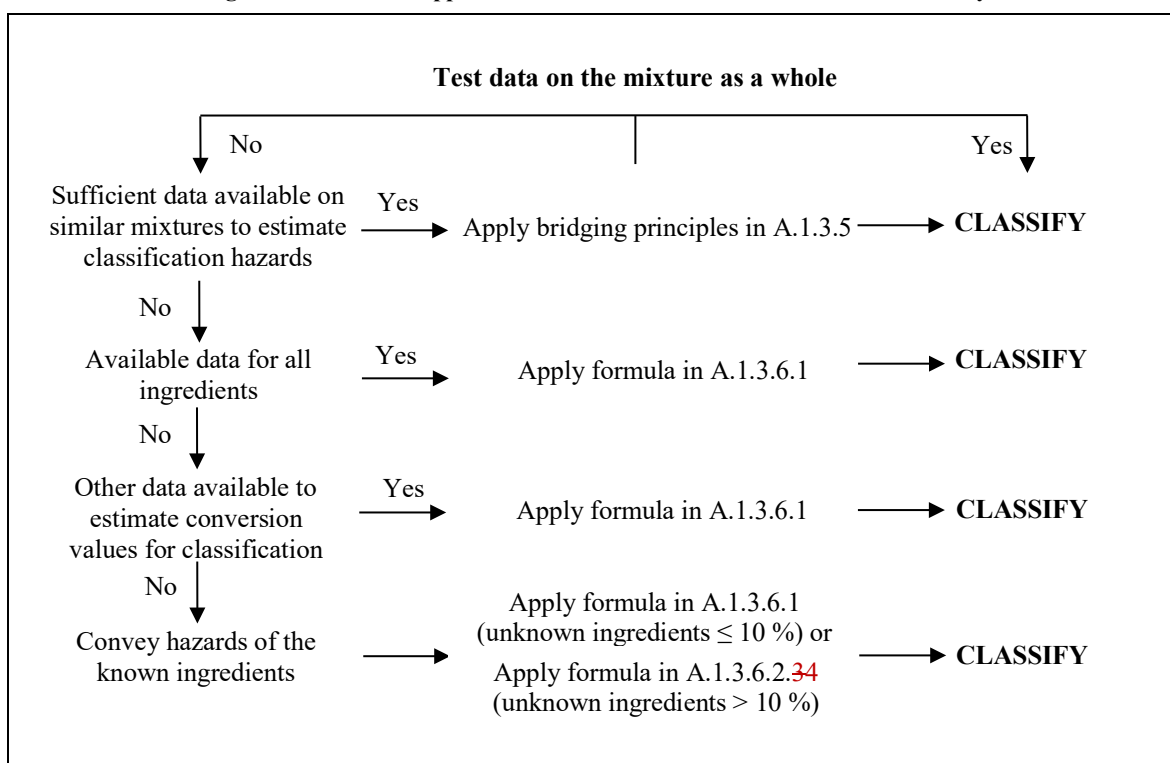 Test data on the mixture as a whole
No
Yes
Sufficient data available on
similar mixtures to estimate
classification hazards
Yes
Apply bridging principles in A.1.3.5
CLASSIFY
No
Available data for all
ingredients
Yes
Apply formula in A.1.3.6.1
CLASSIFY
No
Other data available to
estimate conversion
values for classification
Yes
Apply formula in A.1.3.6.1
CLASSIFY
No
Convey hazards of the
known ingredients
Apply formula in A.1.3.6.1
(unknown ingredients ≤ 10 %) or
Apply formula in A.1.3.6.2.34
(unknown ingredients > 10 %)
CLASSIFY